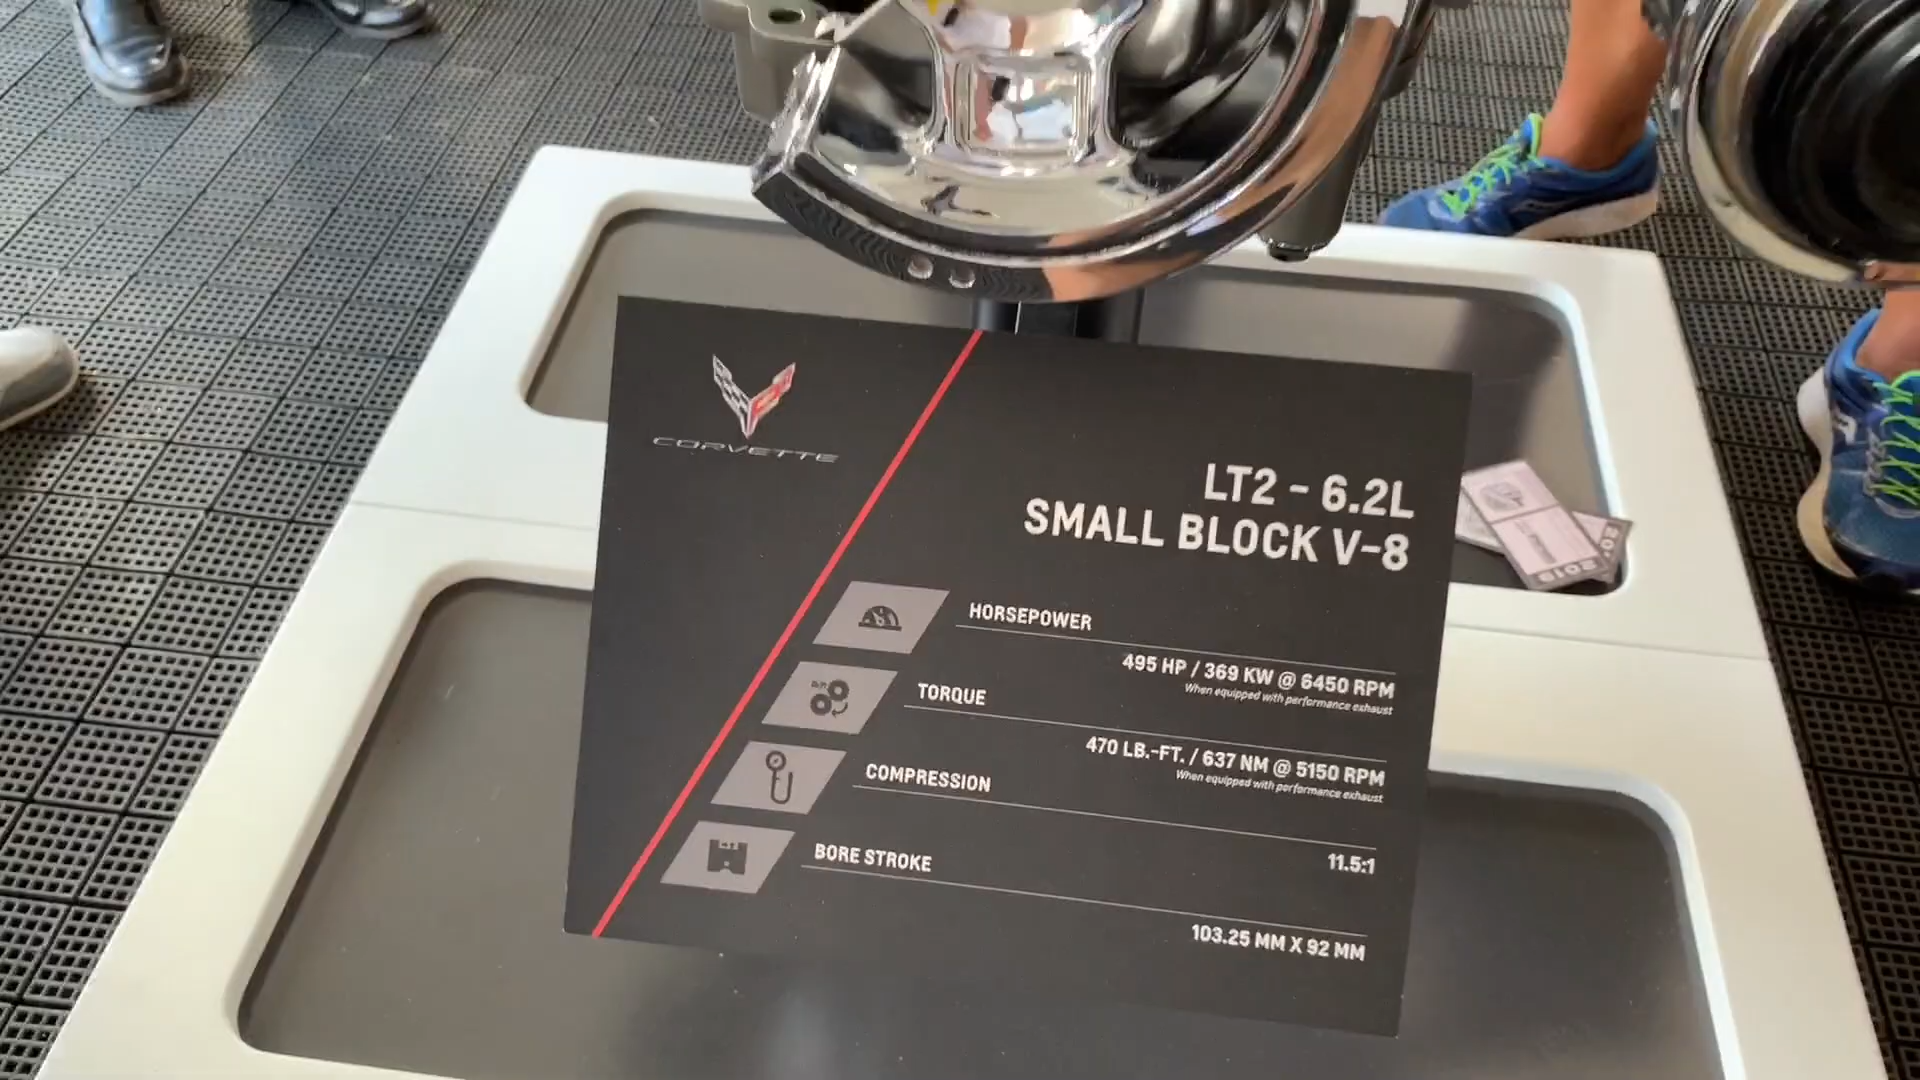 CORVETTE
LT2 - 6.2L
SMALL BLOCK V-8
HORSEPOWER
495 HP / 369 KW @ 6450 RPM
When equipped with performance exhaust
TORQUE
470 LB.-FT. / 637 NM @ 5150 RPM
When equipped with performance exhaust
COMPRESSION
11.5:1
BORE STROKE
103.25 MM X 92 MM
2019